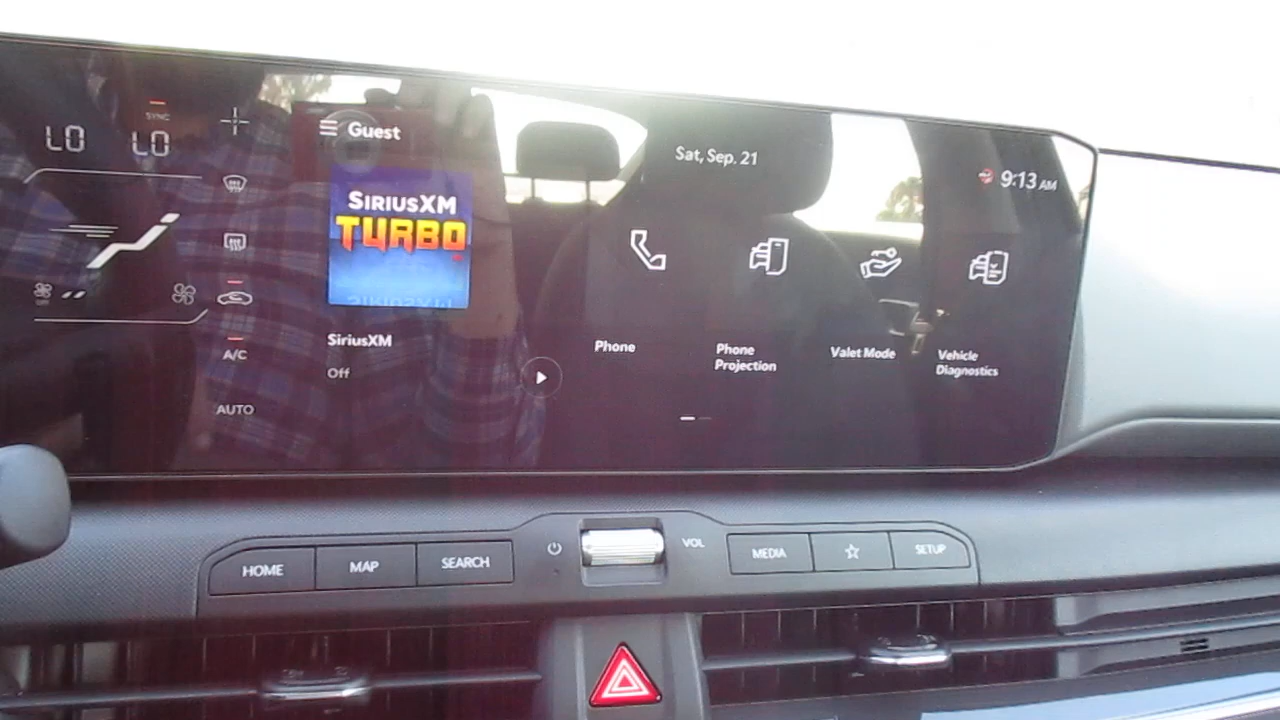 LO
SYNC
LO
A/C
AUTO
Guest
SIRIUSXM
TURBO
SiriusXM
Off
Sat, Sep. 21
9:13 AM
Phone
Phone
Projection
Valet Mode
Vehicle
Diagnostics
HOME
MAP
SEARCH
VOL
MEDIA
SETUP